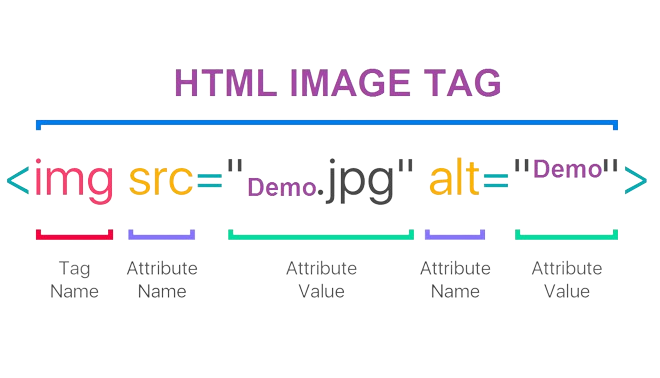 HTML IMAGE TAG
<img src="Demo.jpg" alt="Demo">
Tag Name
Attribute Name
Attribute Value
Attribute Name
Attribute Value